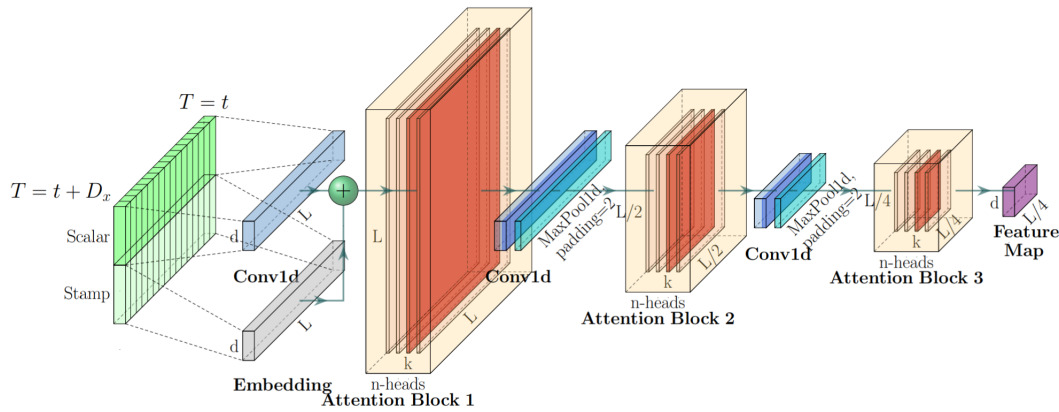 T = t
T = t + Dₓ
Scalar
Stamp
d
L
Conv1d
d
L
Embedding
+
L
k
L
n-heads
Attention Block 1
Conv1d
MaxPool1d,
padding=2
L/2
k
L/2
n-heads
Attention Block 2
Conv1d
MaxPool1d,
padding=2
L/4
k
L/4
n-heads
Attention Block 3
d
L/4
Feature
Map